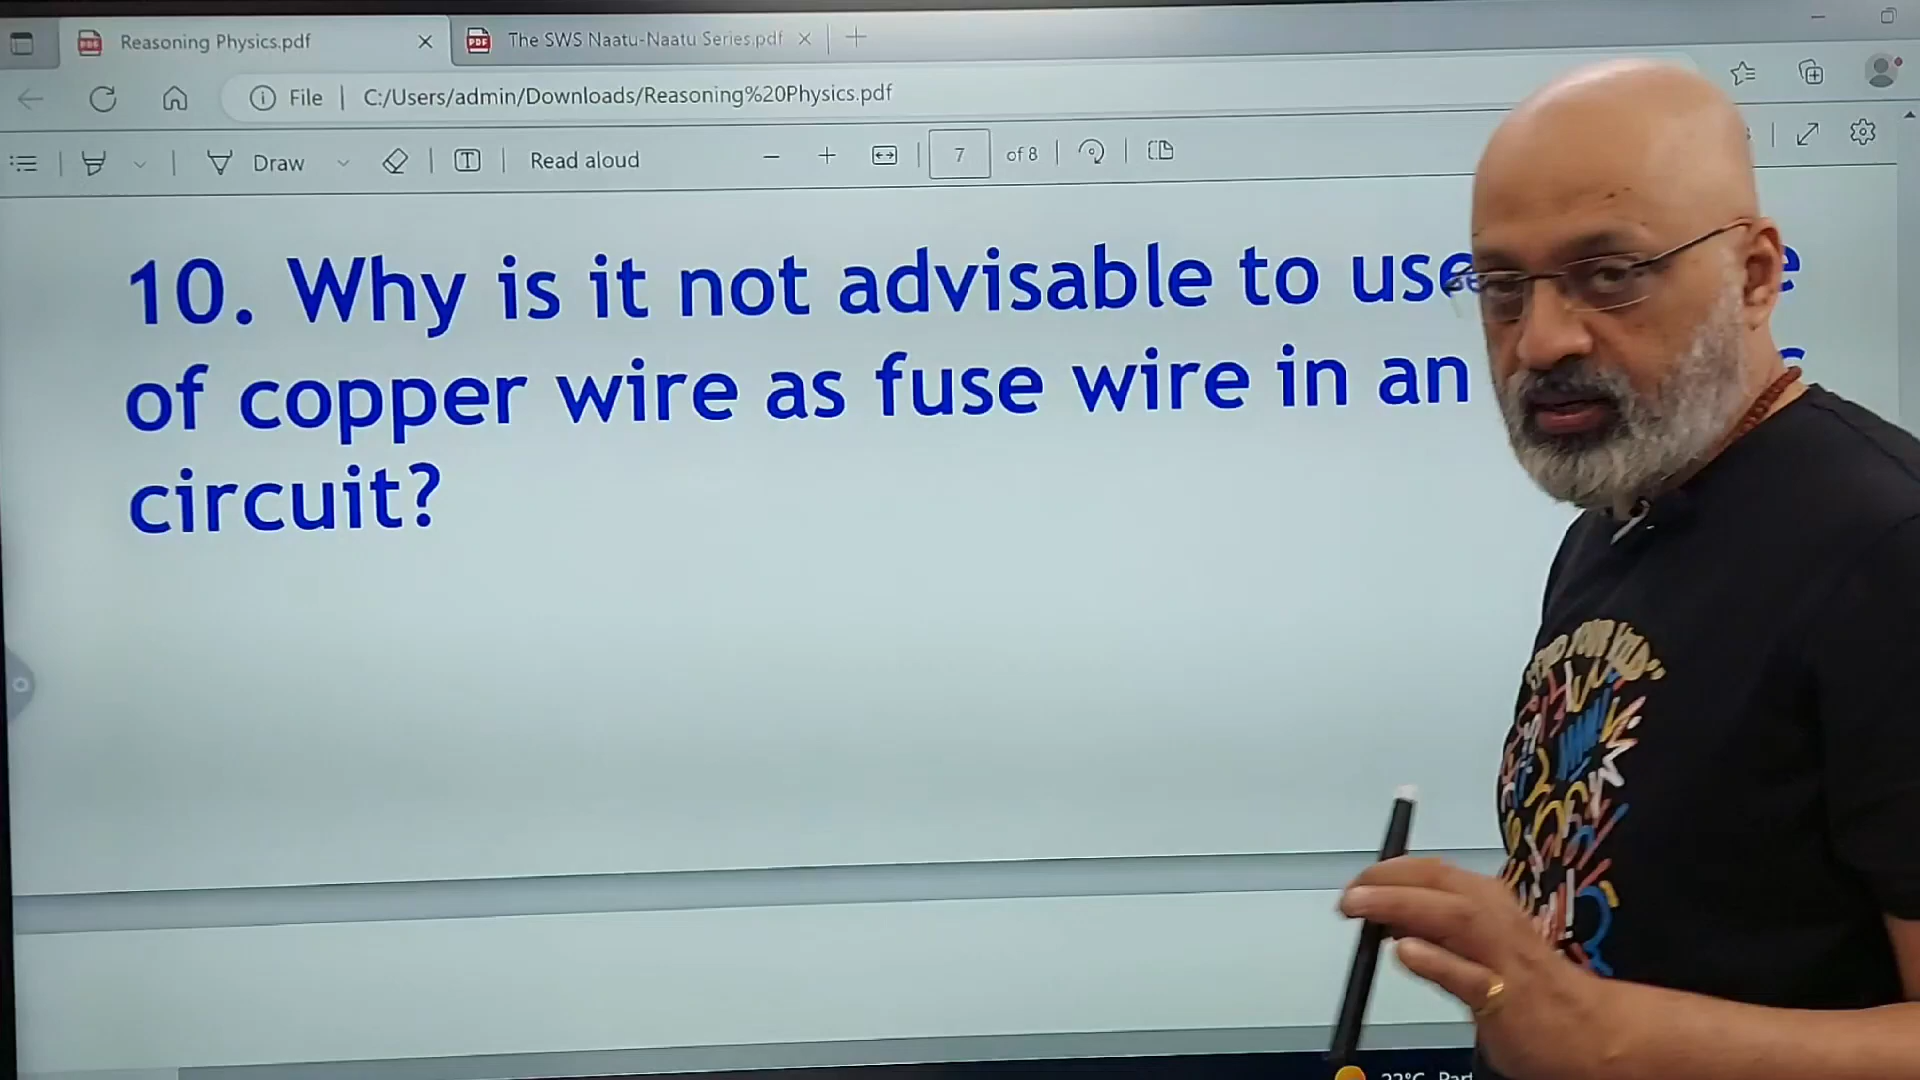 Reasoning Physics.pdf
The SWS Naatu-Naatu Series.pdf
File
C:/Users/admin/Downloads/Reasoning%20Physics.pdf
Draw
Read aloud
7
of 8
10. Why is it not advisable to use
of copper wire as fuse wire in an
circuit?